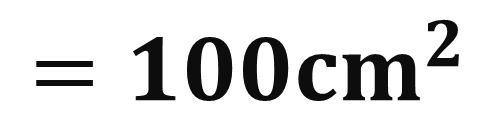 = 100cm²